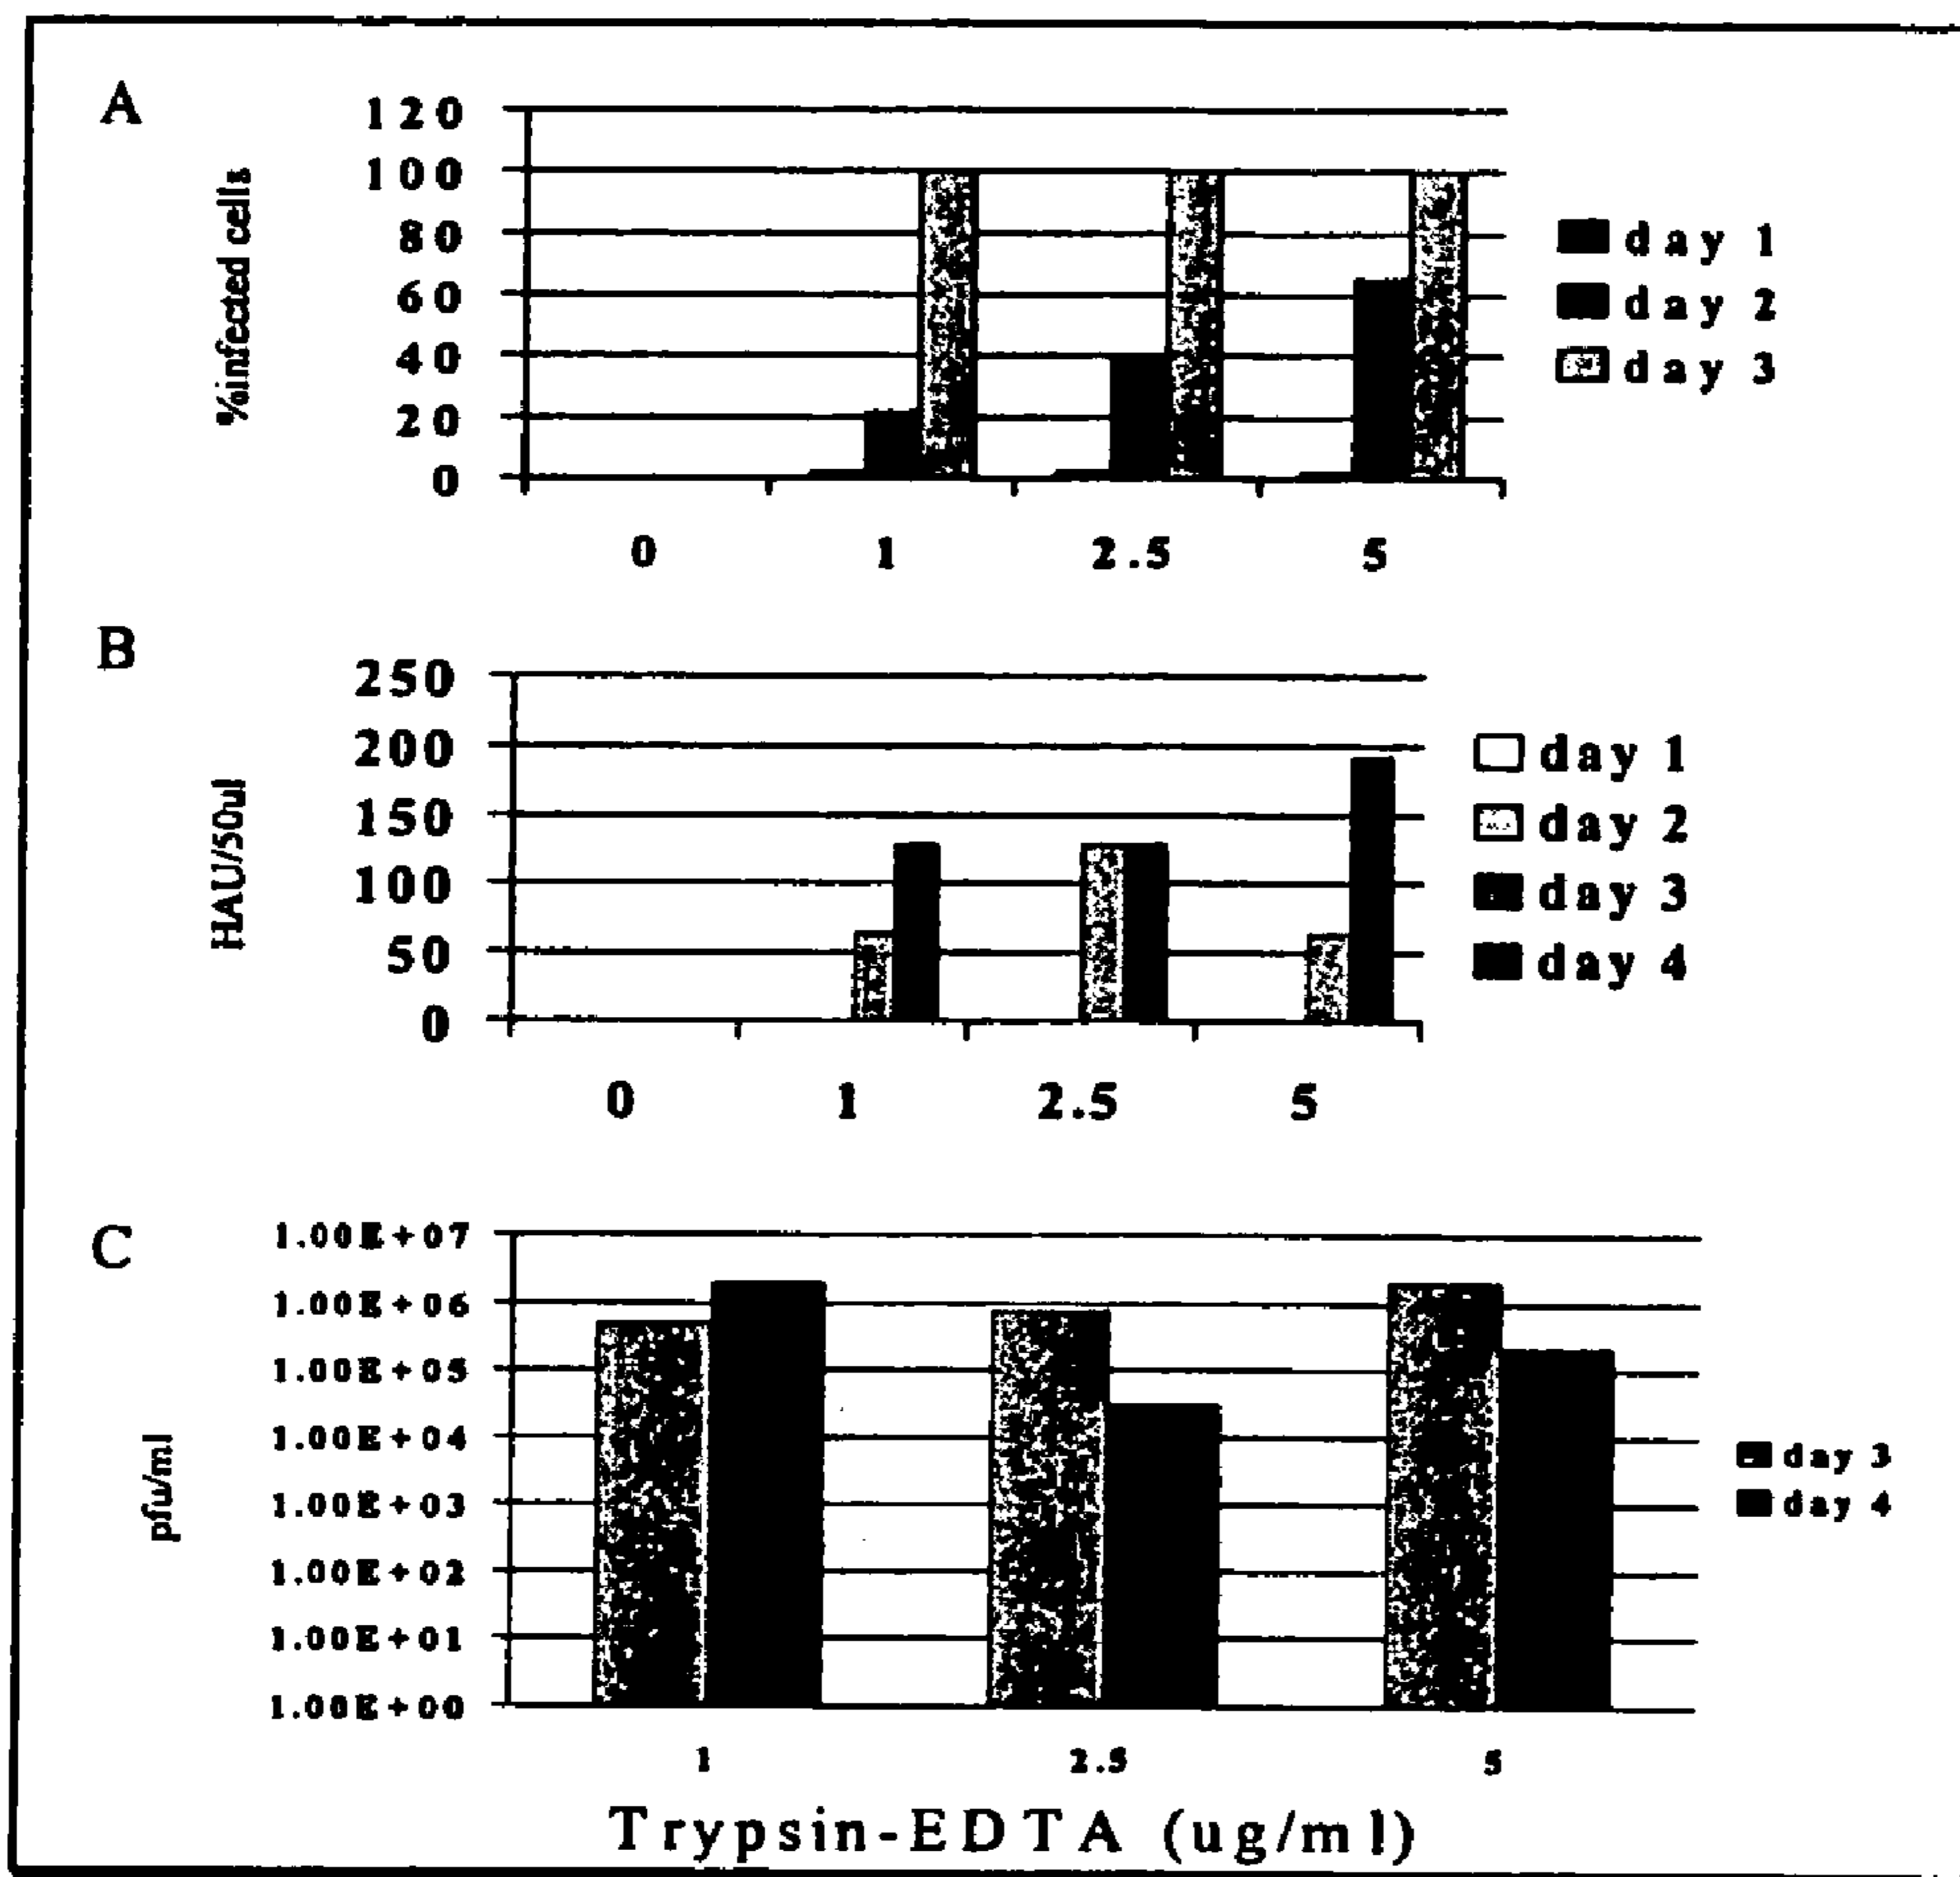 A
%infected cells
120
100
80
60
40
20
0
0 1 2.5 5
day 1
day 2
day 3
B
HAU/50ul
250
200
150
100
50
0
0 1 2.5 5
day 1
day 2
day 3
day 4
C
pfu/ml
1.00E+07
1.00E+06
1.00E+05
1.00E+04
1.00E+03
1.00E+02
1.00E+01
1.00E+00
1 2.5 5
day 3
day 4
Trypsin-EDTA (ug/ml)